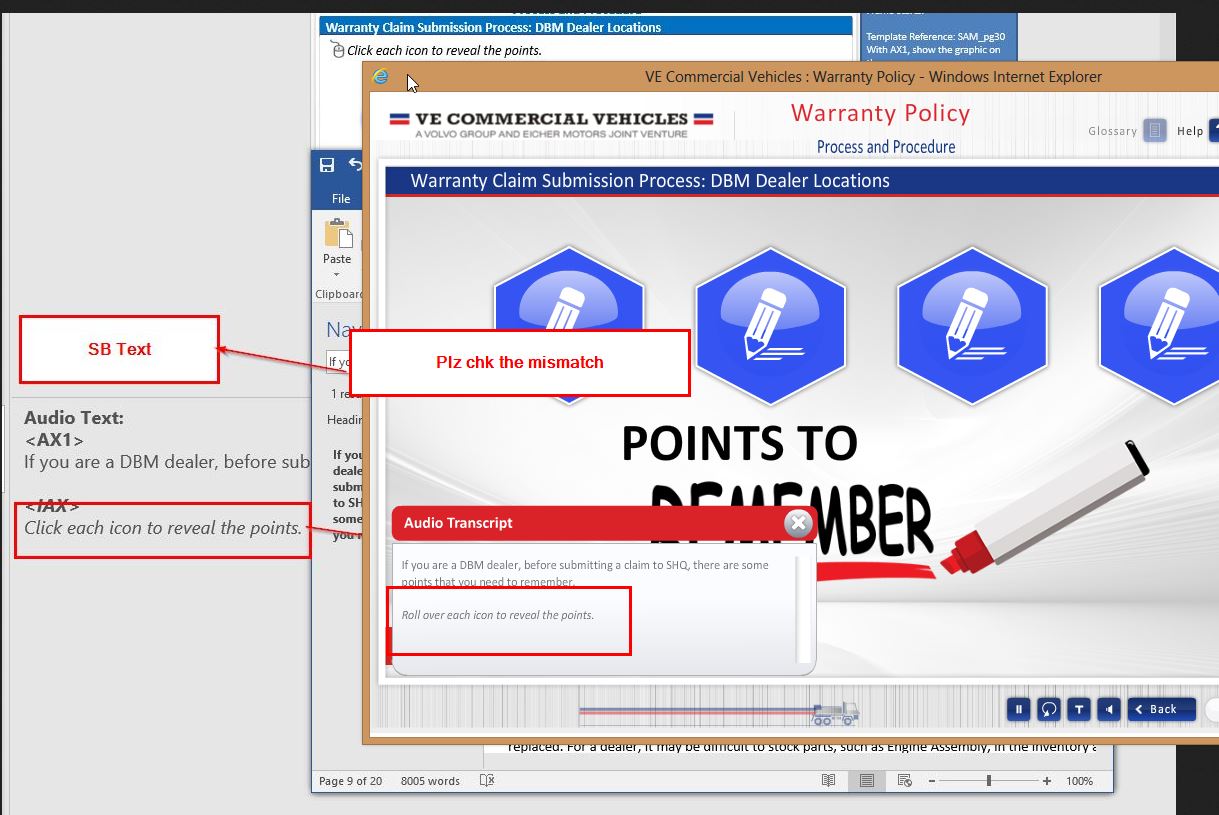 Warranty Claim Submission Process: DBM Dealer Locations
Click each icon to reveal the points.
Template Reference: SAM_pg30
With AX1, show the graphic on
VE Commercial Vehicles : Warranty Policy - Windows Internet Explorer
VE COMMERCIAL VEHICLES
A VOLVO GROUP AND EICHER MOTORS JOINT VENTURE
Warranty Policy
Process and Procedure
Glossary
Help
Warranty Claim Submission Process: DBM Dealer Locations
File
Paste
Clipboard
SB Text
Plz chk the mismatch
Audio Text:
<AX1>
If you are a DBM dealer, before sub
<IAX>
Click each icon to reveal the points.
Nav
If yo
1 res
Headin
If you
deale
subm
to SH
some
you r
POINTS TO
REMEMBER
Audio Transcript
If you are a DBM dealer, before submitting a claim to SHQ, there are some
points that you need to remember.
Roll over each icon to reveal the points.
T
Back
replaced. For a dealer, it may be difficult to stock parts, such as Engine Assembly, in the inventory a
Page 9 of 20
8005 words
100%